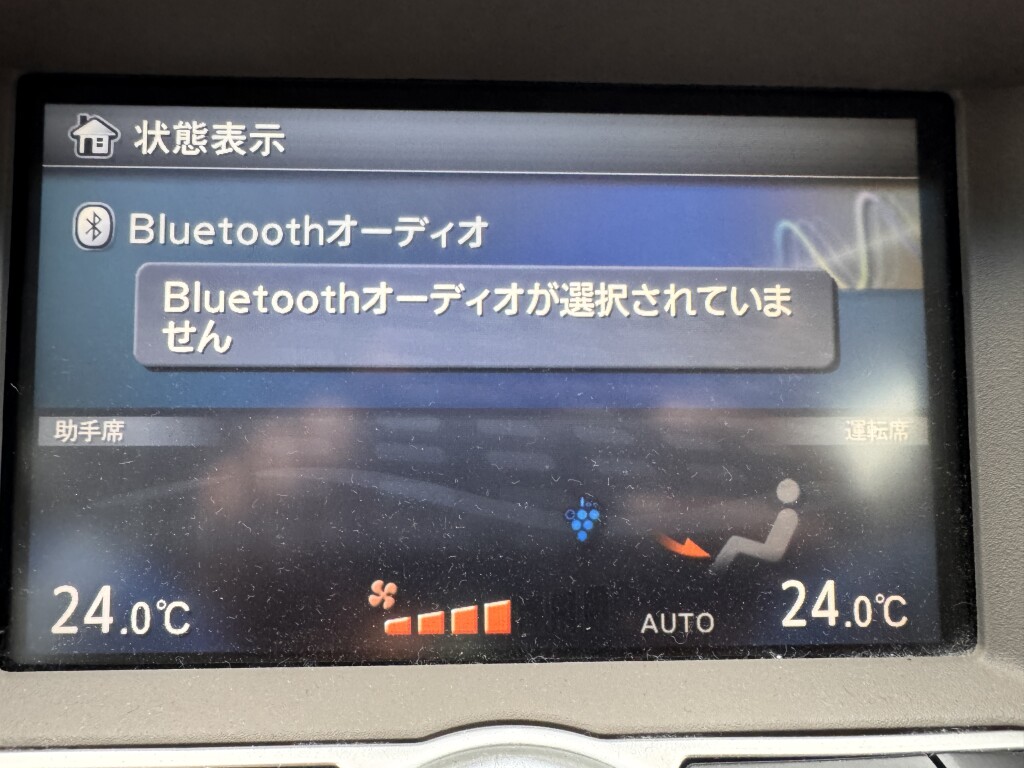 状態表示
Bluetoothオーディオ
Bluetoothオーディオが選択されていま
せん
助手席
運転席
24.0℃
AUTO
24.0℃